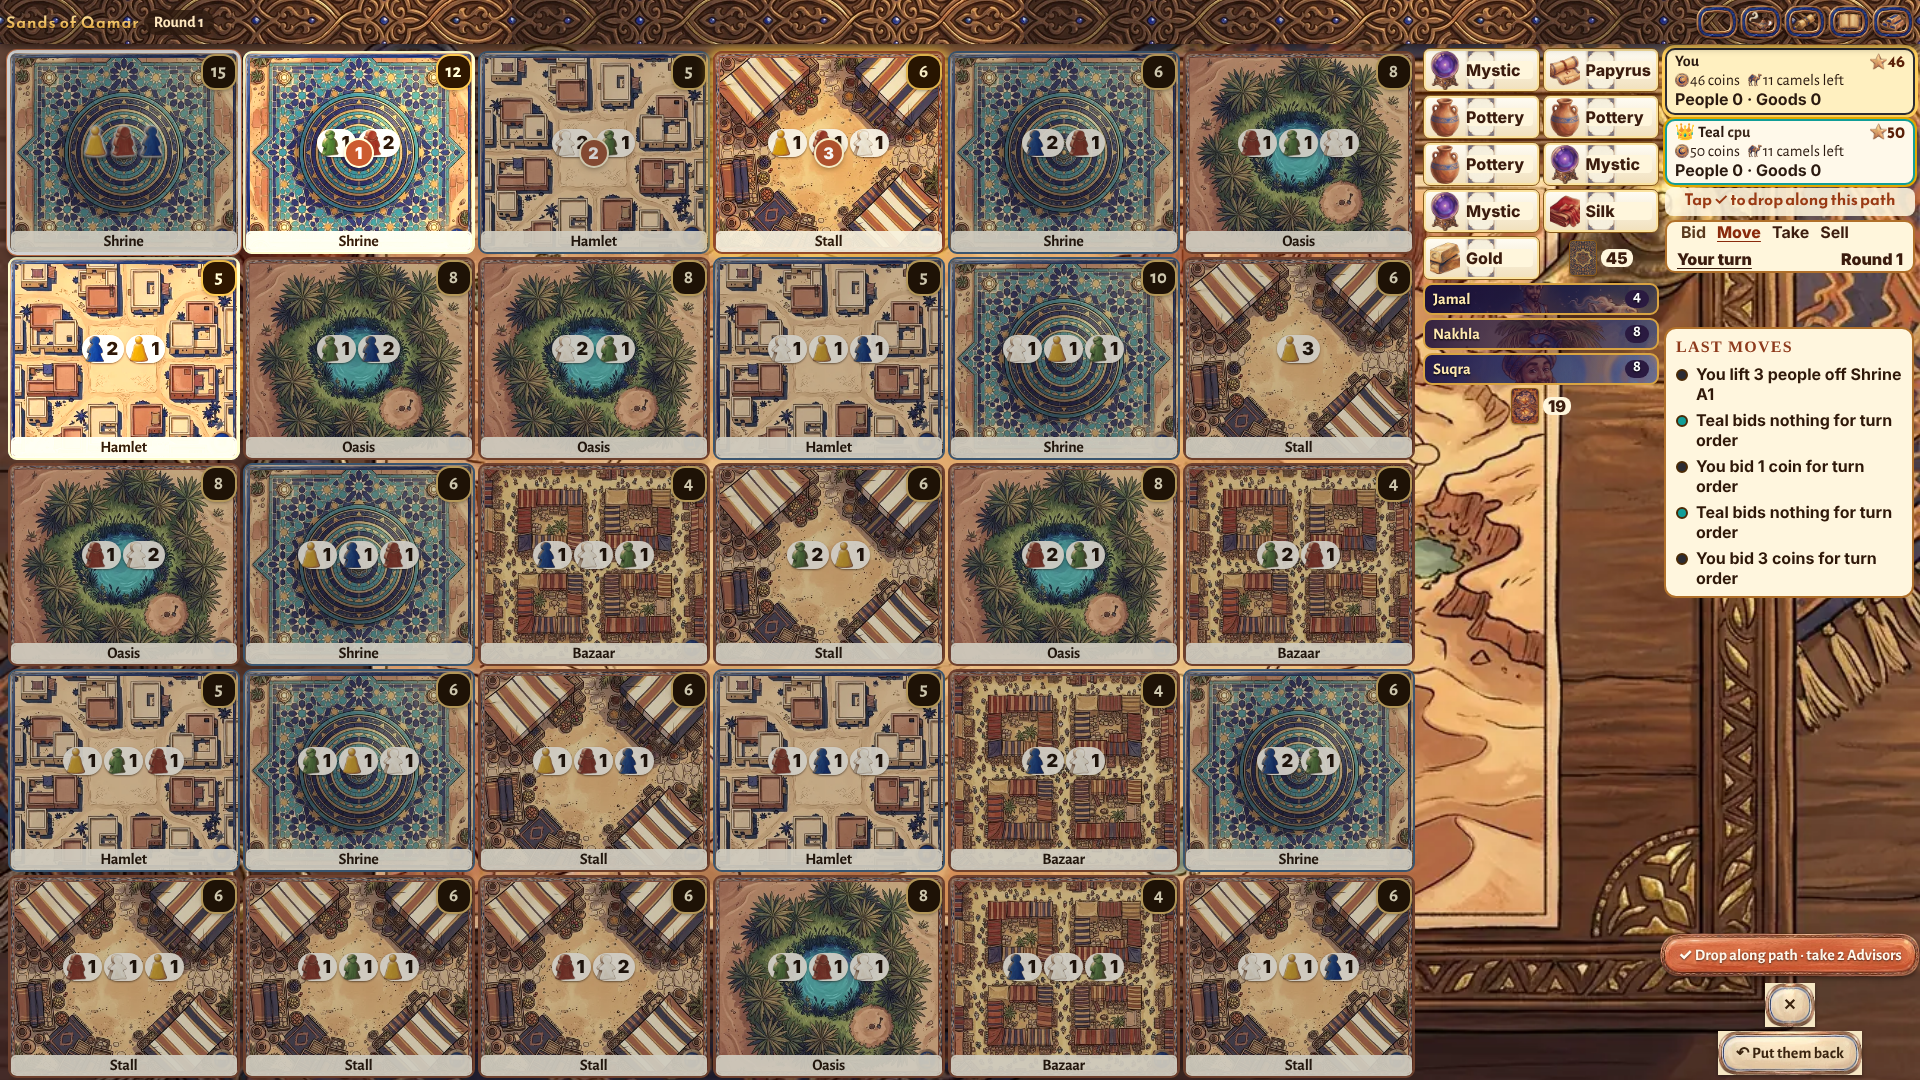 Sands of Qamar Round 1
15 Shrine
1 2 1 12 Shrine
2 1 2 5 Hamlet
1 1 1 3 6 Stall
2 1 6 Shrine
1 1 1 8 Oasis
2 1 5 Hamlet
1 2 8 Oasis
2 1 8 Oasis
1 1 1 5 Hamlet
1 1 1 10 Shrine
3 6 Stall
1 2 8 Oasis
1 1 1 6 Shrine
1 1 1 4 Bazaar
2 1 6 Stall
2 1 8 Oasis
2 1 4 Bazaar
1 1 1 5 Hamlet
1 1 1 6 Shrine
1 1 1 6 Stall
1 1 1 5 Hamlet
2 1 4 Bazaar
2 1 6 Shrine
1 1 1 6 Stall
1 1 1 6 Stall
1 2 6 Stall
1 1 1 8 Oasis
1 1 1 4 Bazaar
1 1 1 6 Stall
Mystic Papyrus
Pottery Pottery
Pottery Mystic
Mystic Silk
Gold 45
Jamal 4
Nakhla 8
Suqra 8
19
You 46
46 coins 11 camels left
People 0 · Goods 0
Teal cpu 50
50 coins 11 camels left
People 0 · Goods 0
Tap ✓ to drop along this path
Bid Move Take Sell
Your turn Round 1
LAST MOVES
You lift 3 people off Shrine
A1
Teal bids nothing for turn
order
You bid 1 coin for turn
order
Teal bids nothing for turn
order
You bid 3 coins for turn
order
✓ Drop along path · take 2 Advisors
×
↶ Put them back